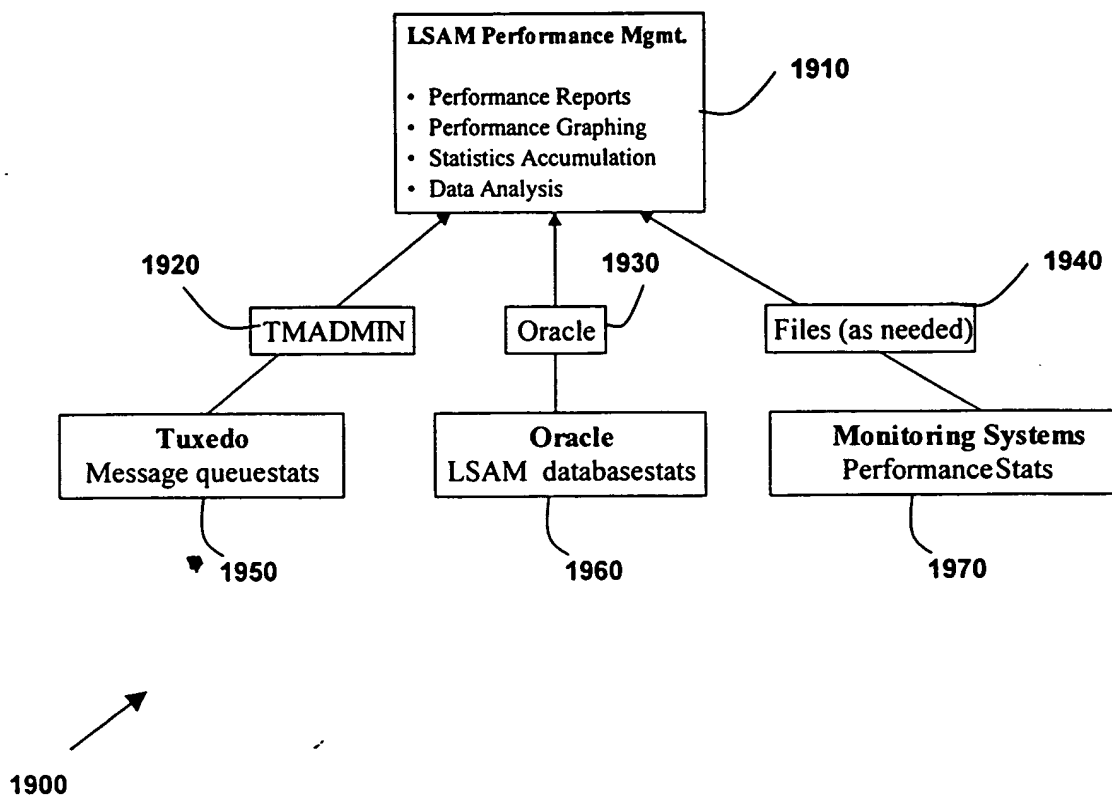 LSAM Performance Mgmt.
• Performance Reports
• Performance Graphing
• Statistics Accumulation
• Data Analysis
1910
1920
1930
1940
TMADMIN
Oracle
Files (as needed)
Tuxedo
Message queuestats
Oracle
LSAM databasestats
Monitoring Systems
PerformanceStats
1950
1960
1970
1900